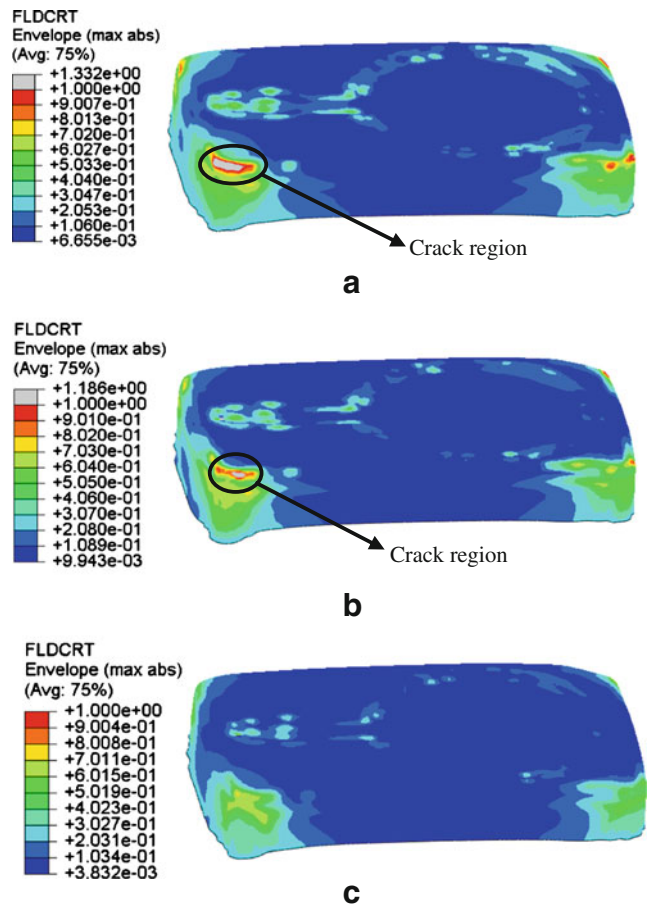 FLDCRT
Envelope (max abs)
(Avg: 75%)
+1.332e+00
+1.000e+00
+9.007e-01
+8.013e-01
+7.020e-01
+6.027e-01
+5.033e-01
+4.040e-01
+3.047e-01
+2.053e-01
+1.060e-01
+6.655e-03
Crack region
a
FLDCRT
Envelope (max abs)
(Avg: 75%)
+1.186e+00
+1.000e+00
+9.010e-01
+8.020e-01
+7.030e-01
+6.040e-01
+5.050e-01
+4.060e-01
+3.070e-01
+2.080e-01
+1.089e-01
+9.943e-03
Crack region
b
FLDCRT
Envelope (max abs)
(Avg: 75%)
+1.000e+00
+9.004e-01
+8.008e-01
+7.011e-01
+6.015e-01
+5.019e-01
+4.023e-01
+3.027e-01
+2.031e-01
+1.034e-01
+3.832e-03
c